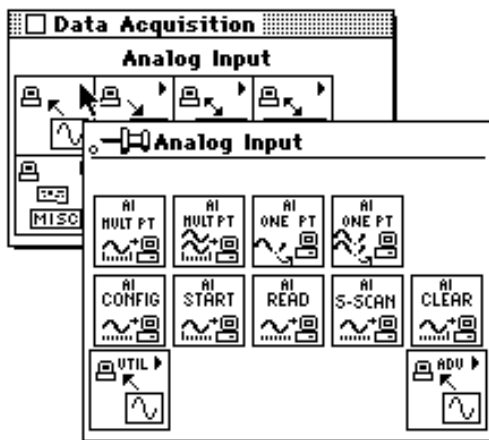 Data Acquisition
Analog Input
MISC
Analog Input
AI MULT PT
AI MULT PT
AI ONE PT
AI ONE PT
AI CONFIG
AI START
AI READ
AI S-SCAN
AI CLEAR
UTIL
ADV